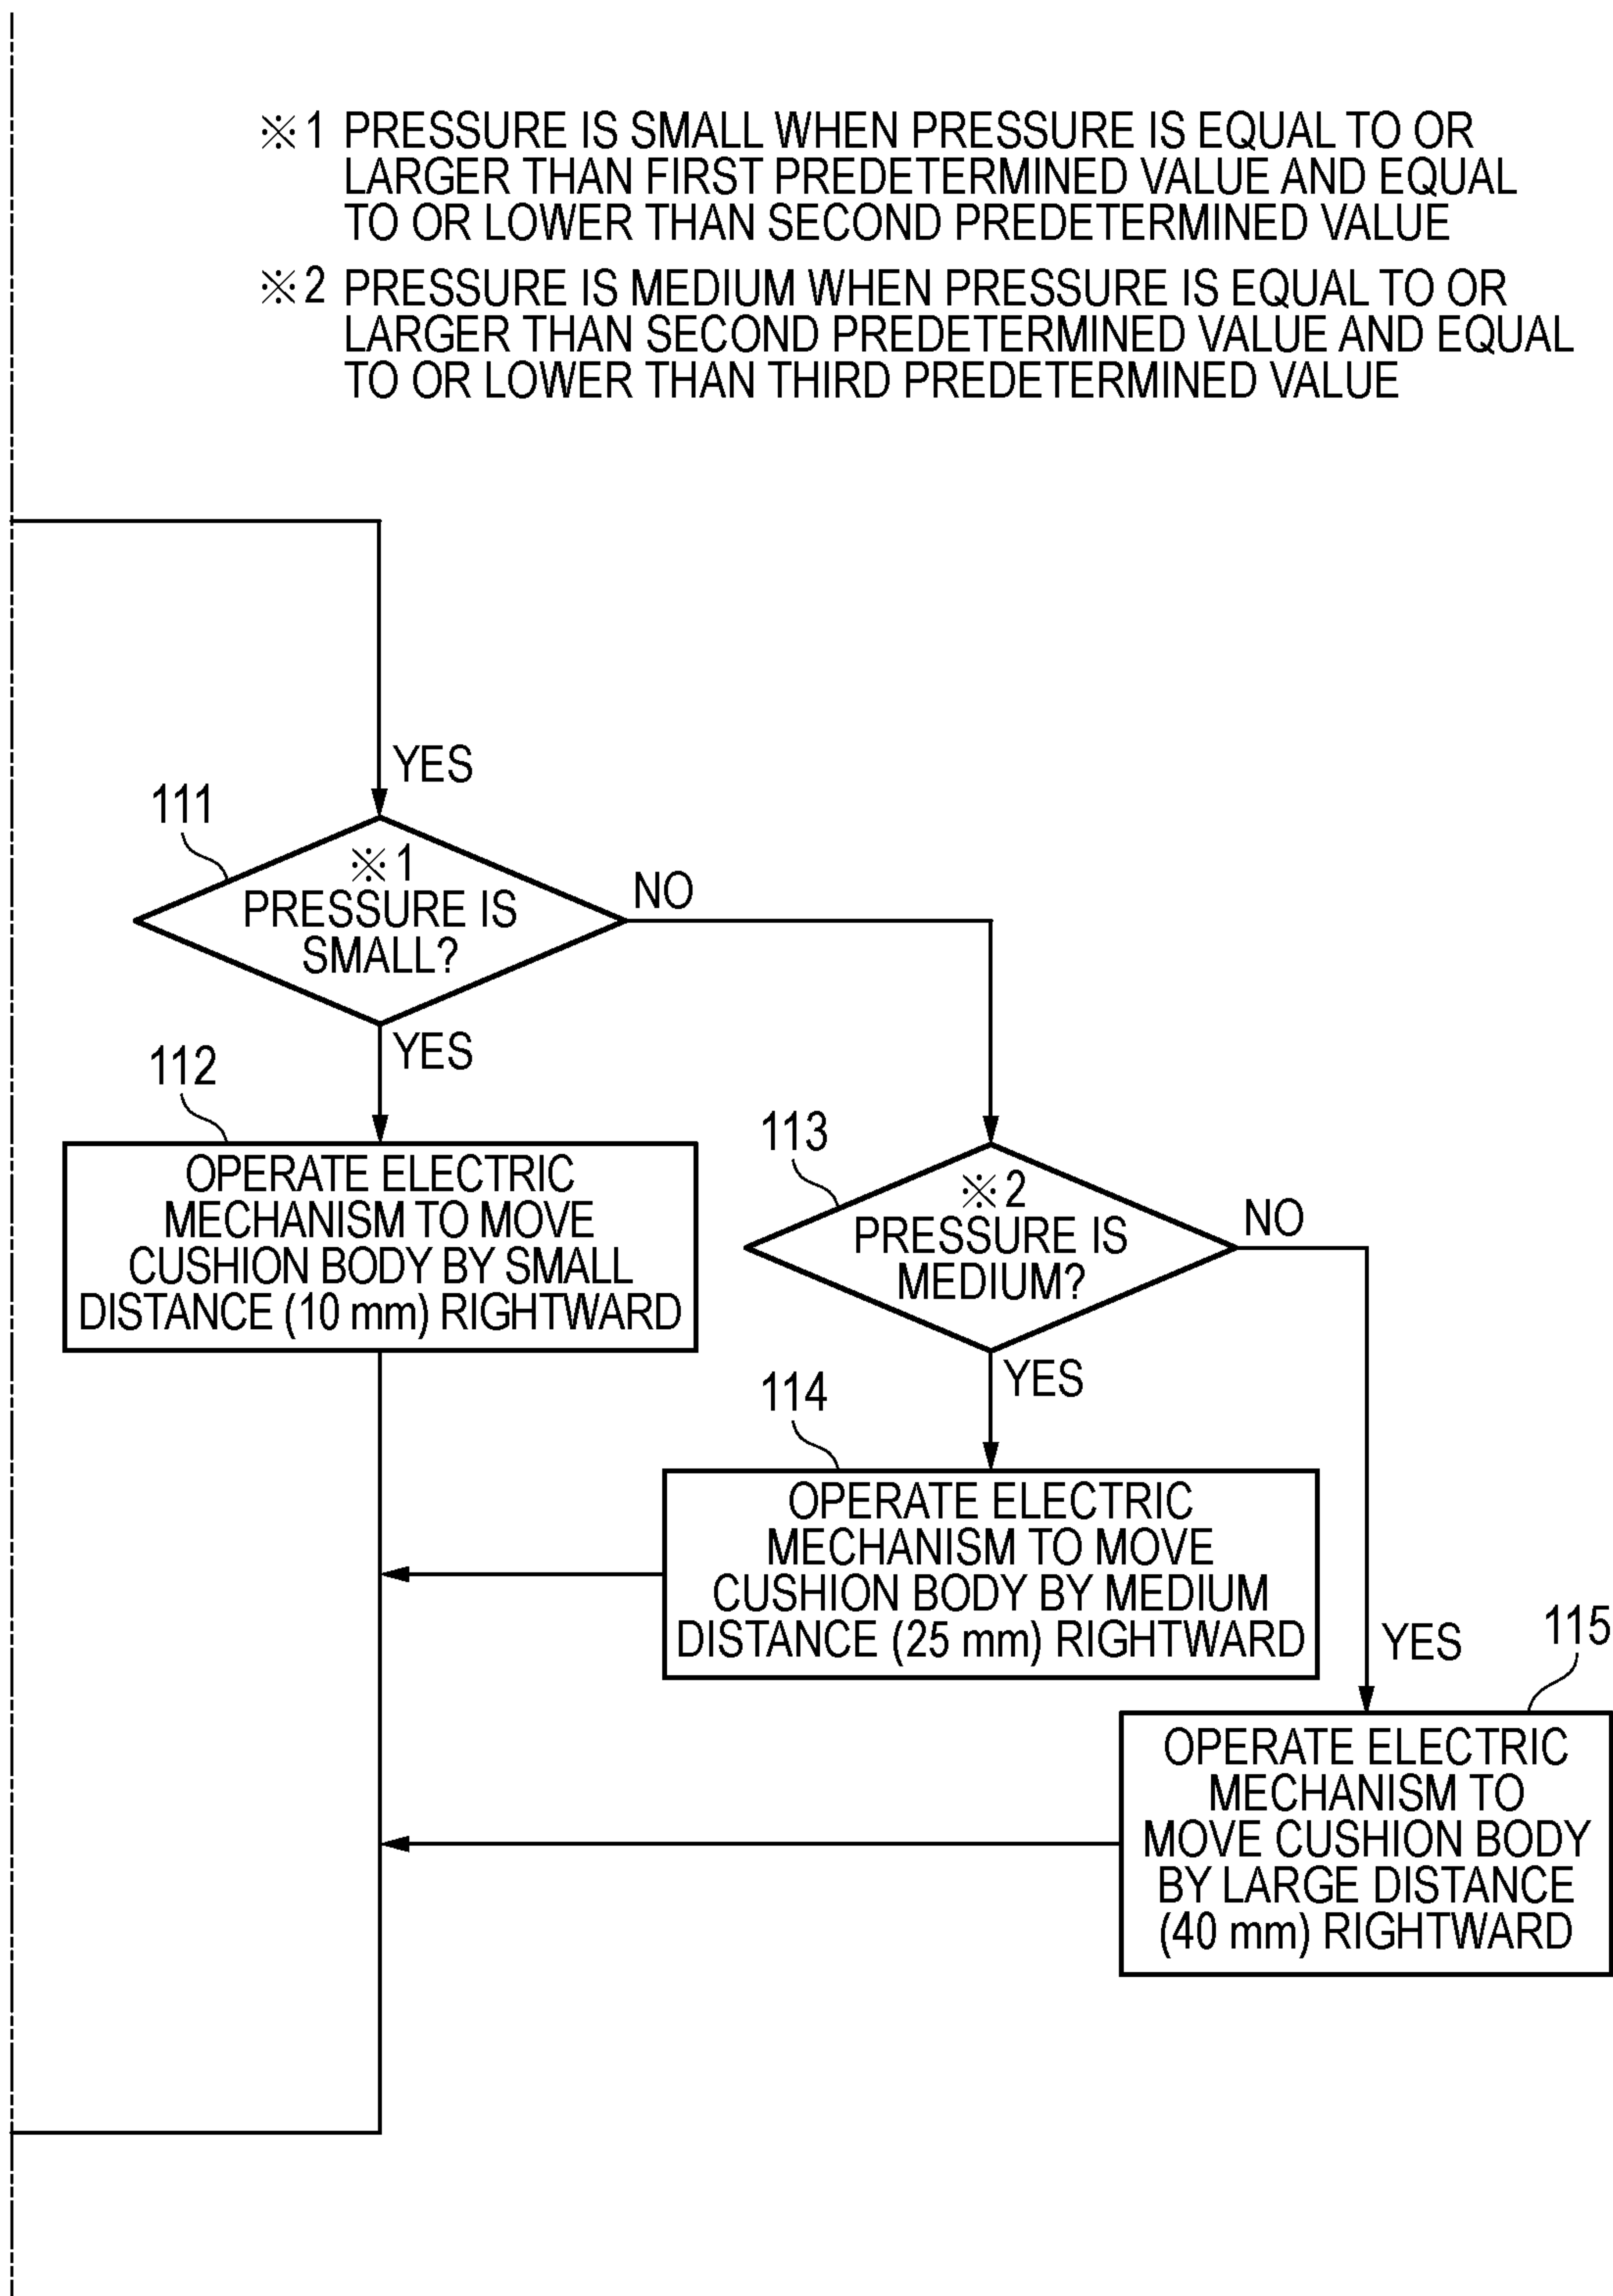 ※1 PRESSURE IS SMALL WHEN PRESSURE IS EQUAL TO OR
LARGER THAN FIRST PREDETERMINED VALUE AND EQUAL
TO OR LOWER THAN SECOND PREDETERMINED VALUE
※2 PRESSURE IS MEDIUM WHEN PRESSURE IS EQUAL TO OR
LARGER THAN SECOND PREDETERMINED VALUE AND EQUAL
TO OR LOWER THAN THIRD PREDETERMINED VALUE
YES
111
※1
PRESSURE IS
SMALL?
NO
YES
112
OPERATE ELECTRIC
MECHANISM TO MOVE
CUSHION BODY BY SMALL
DISTANCE (10 mm) RIGHTWARD
113
※2
PRESSURE IS
MEDIUM?
NO
YES
114
OPERATE ELECTRIC
MECHANISM TO MOVE
CUSHION BODY BY MEDIUM
DISTANCE (25 mm) RIGHTWARD
YES
115
OPERATE ELECTRIC
MECHANISM TO
MOVE CUSHION BODY
BY LARGE DISTANCE
(40 mm) RIGHTWARD